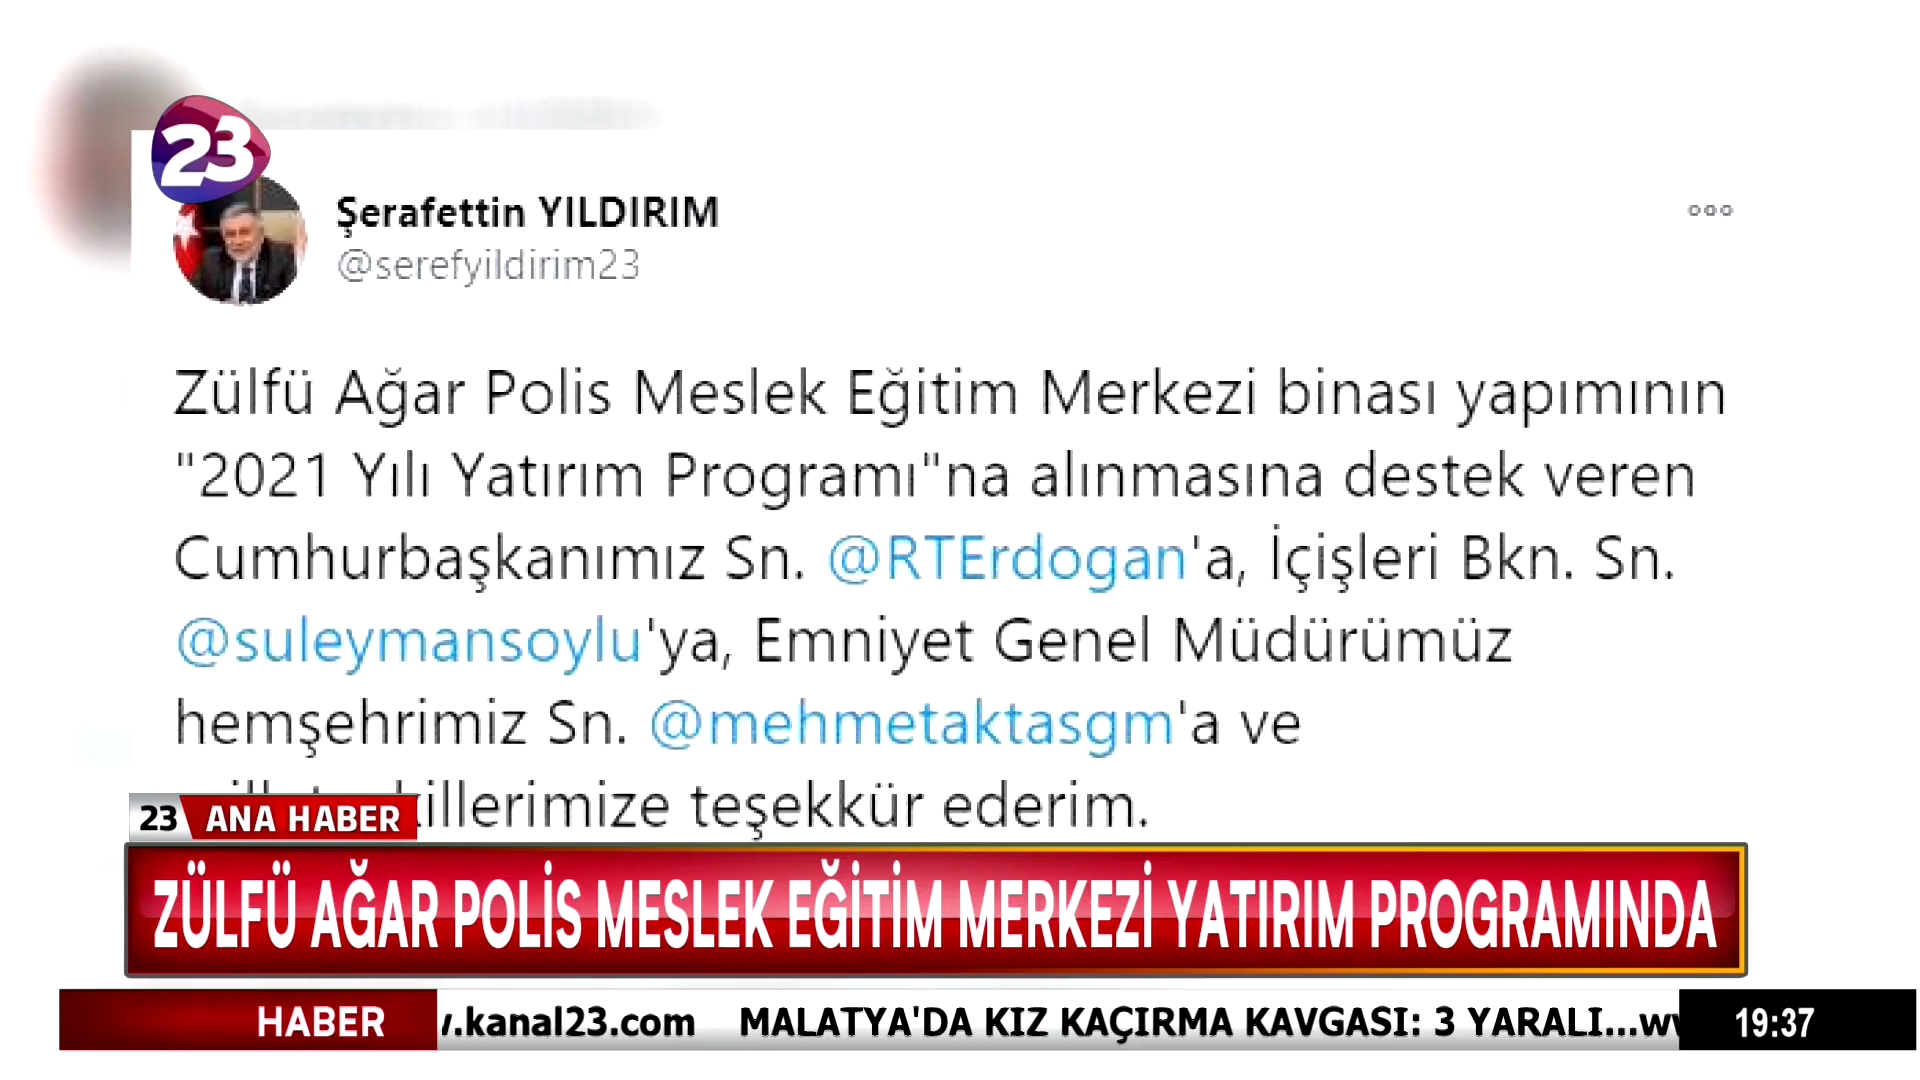 23
Şerafettin YILDIRIM
@serefyildirim23
Zülfü Ağar Polis Meslek Eğitim Merkezi binası yapımının
"2021 Yılı Yatırım Programı"na alınmasına destek veren
Cumhurbaşkanımız Sn. @RTErdogan'a, İçişleri Bkn. Sn.
@suleymansoylu'ya, Emniyet Genel Müdürümüz
hemşehrimiz Sn. @mehmetaktasgm'a ve
teşekkür ederim.
23 ANA HABER
ZÜLFÜ AĞAR POLİS MESLEK EĞİTİM MERKEZİ YATIRIM PROGRAMINDA
HABER .kanal23.com MALATYA'DA KIZ KAÇIRMA KAVGASI: 3 YARALI... 19:37